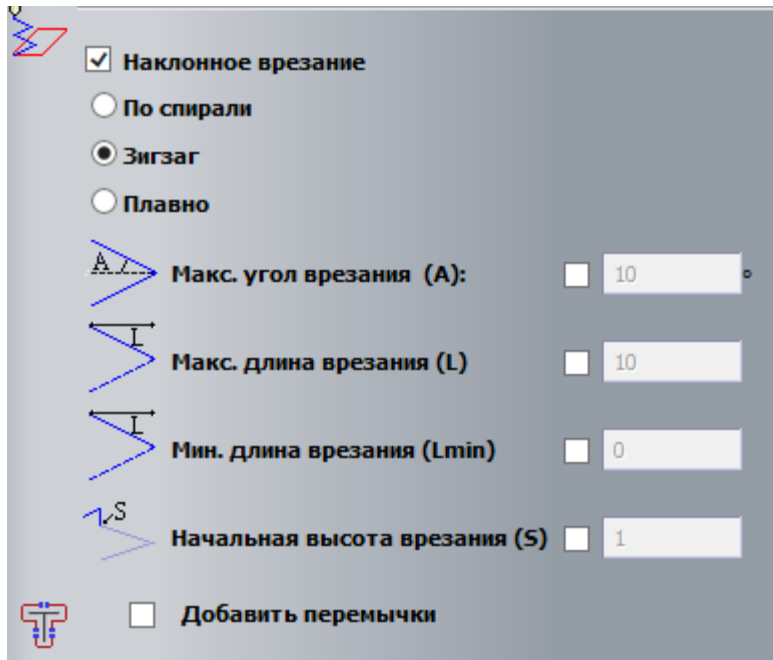 Наклонное врезание
По спирали
Зигзаг
Плавно
A Макс. угол врезания (A): 10 °
L Макс. длина врезания (L) 10
L Мин. длина врезания (Lmin) 0
S Начальная высота врезания (S) 1
Добавить перемычки